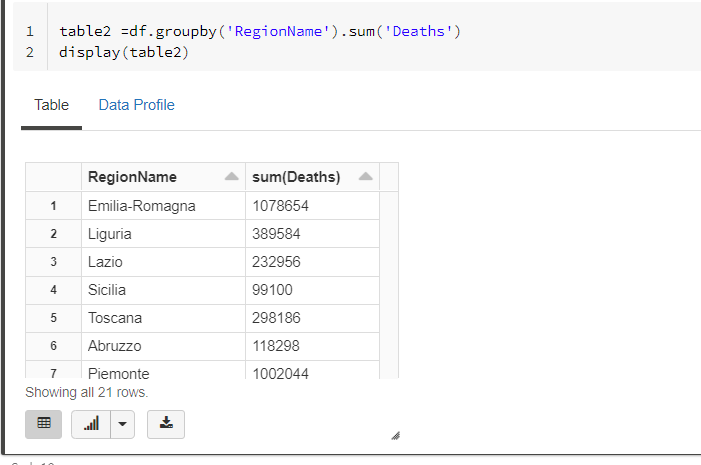 1 table2 =df.groupby('RegionName').sum('Deaths')
2 display(table2)
Table Data Profile
RegionName sum(Deaths)
1 Emilia-Romagna 1078654
2 Liguria 389584
3 Lazio 232956
4 Sicilia 99100
5 Toscana 298186
6 Abruzzo 118298
7 Piemonte 1002044
Showing all 21 rows.